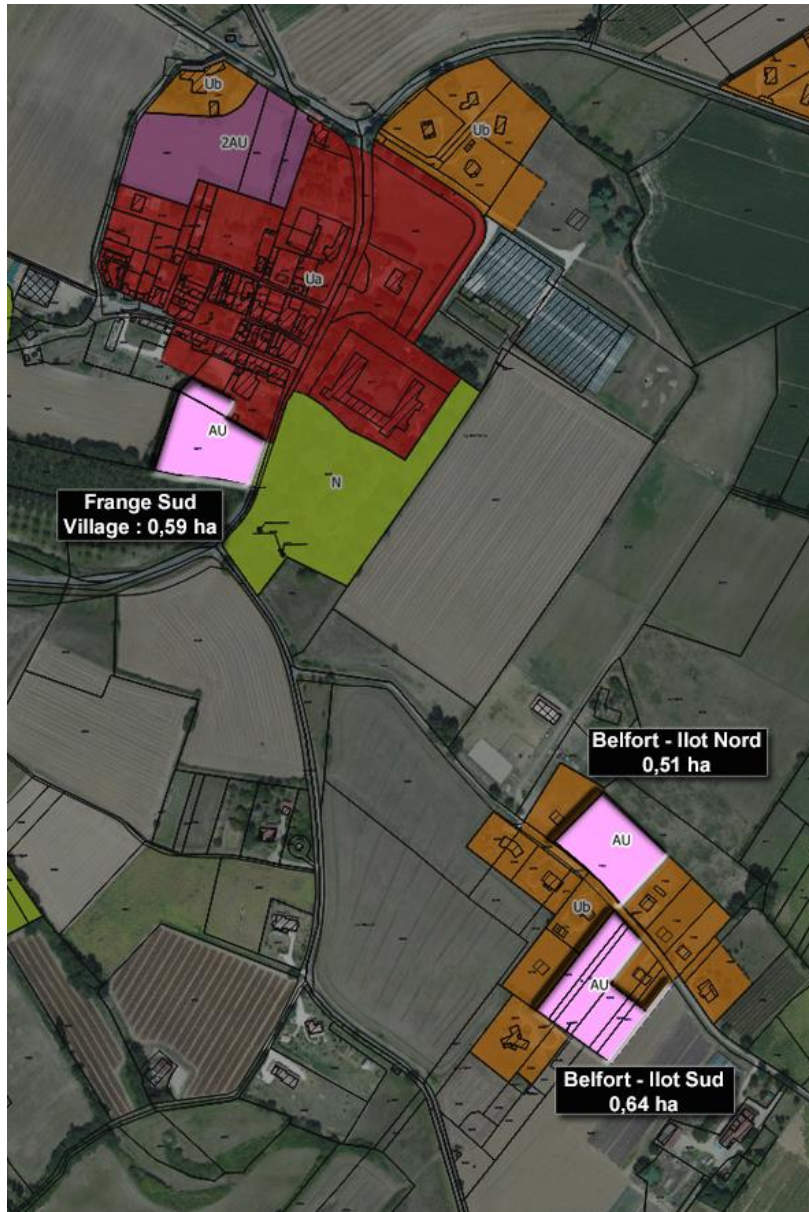 Ub
2AU
Ub
Ua
AU
N
Frange Sud
Village : 0,59 ha
Belfort - Ilot Nord
0,51 ha
AU
Ub
AU
Belfort - Ilot Sud
0,64 ha